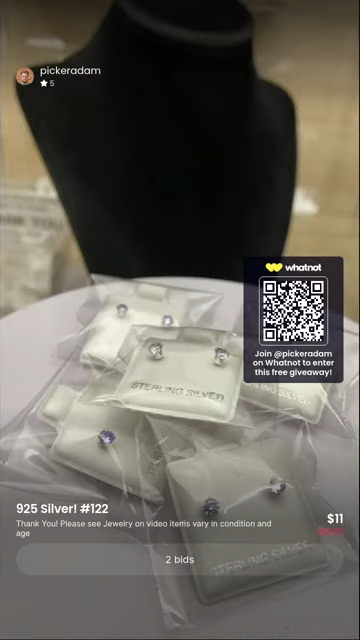 pickeradam
5
whatnot
Join @pickeradam
on Whatnot to enter
this free giveaway!
STERLING SILVER
STERLING SILVER
925 Silver! #122
$11
Thank You! Please see Jewelry on video items vary in condition and
age
2 bids